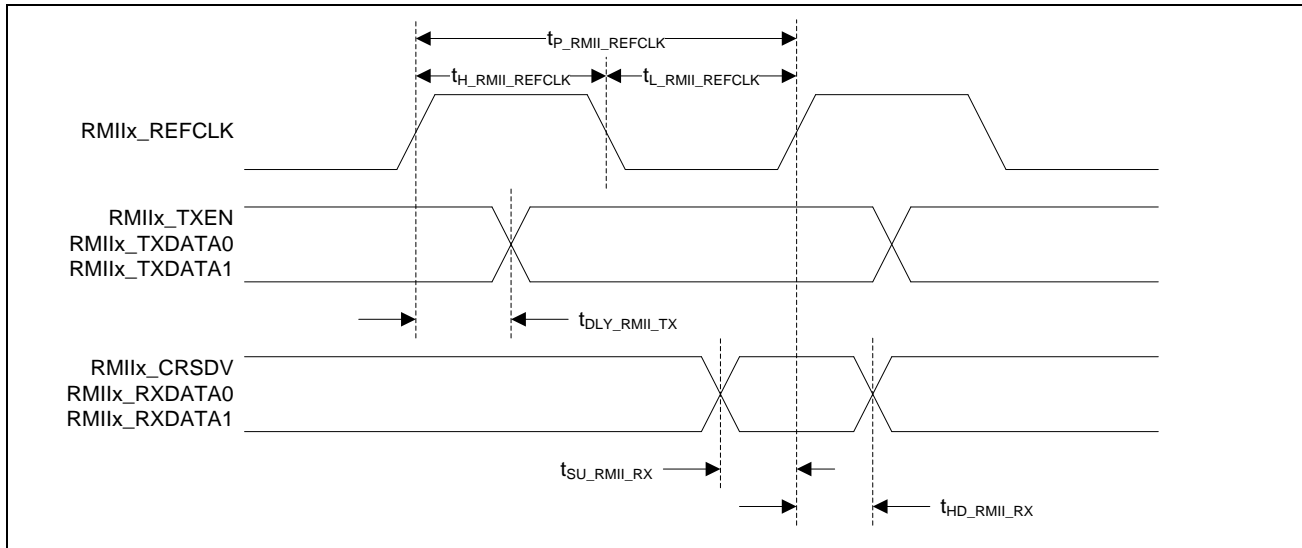 tP_RMII_REFCLK
tH_RMII_REFCLK tL_RMII_REFCLK
RMIIx_REFCLK
RMIIx_TXEN
RMIIx_TXDATA0
RMIIx_TXDATA1
tDLY_RMII_TX
RMIIx_CRSDV
RMIIx_RXDATA0
RMIIx_RXDATA1
tSU_RMII_RX
tHD_RMII_RX